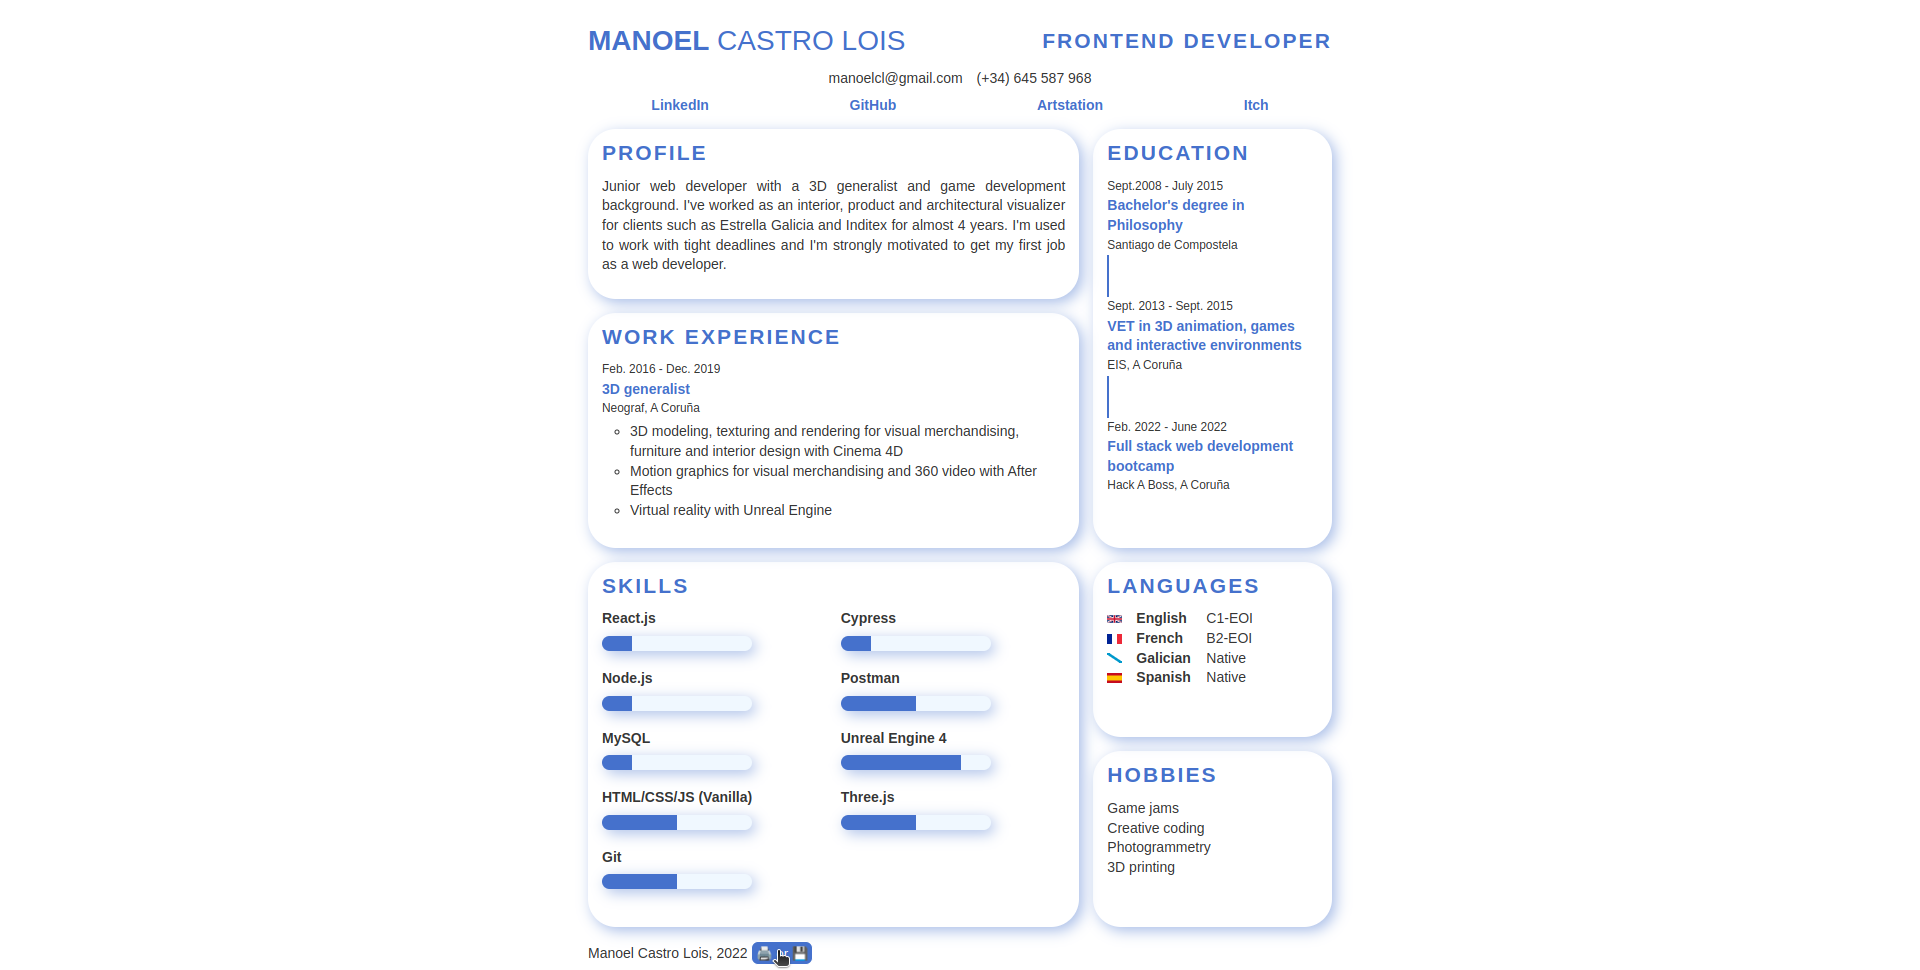 MANOEL CASTRO LOIS
FRONTEND DEVELOPER
manoelcl@gmail.com (+34) 645 587 968
LinkedIn GitHub Artstation Itch
PROFILE
Junior web developer with a 3D generalist and game development
background. I've worked as an interior, product and architectural visualizer
for clients such as Estrella Galicia and Inditex for almost 4 years. I'm used
to work with tight deadlines and I'm strongly motivated to get my first job
as a web developer.
WORK EXPERIENCE
Feb. 2016 - Dec. 2019
3D generalist
Neograf, A Coruña
3D modeling, texturing and rendering for visual merchandising,
furniture and interior design with Cinema 4D
Motion graphics for visual merchandising and 360 video with After
Effects
Virtual reality with Unreal Engine
EDUCATION
Sept.2008 - July 2015
Bachelor's degree in
Philosophy
Santiago de Compostela
Sept. 2013 - Sept. 2015
VET in 3D animation, games
and interactive environments
EIS, A Coruña
Feb. 2022 - June 2022
Full stack web development
bootcamp
Hack A Boss, A Coruña
SKILLS
React.js
Node.js
MySQL
HTML/CSS/JS (Vanilla)
Git
Cypress
Postman
Unreal Engine 4
Three.js
LANGUAGES
English C1-EOI
French B2-EOI
Galician Native
Spanish Native
HOBBIES
Game jams
Creative coding
Photogrammetry
3D printing
Manoel Castro Lois, 2022